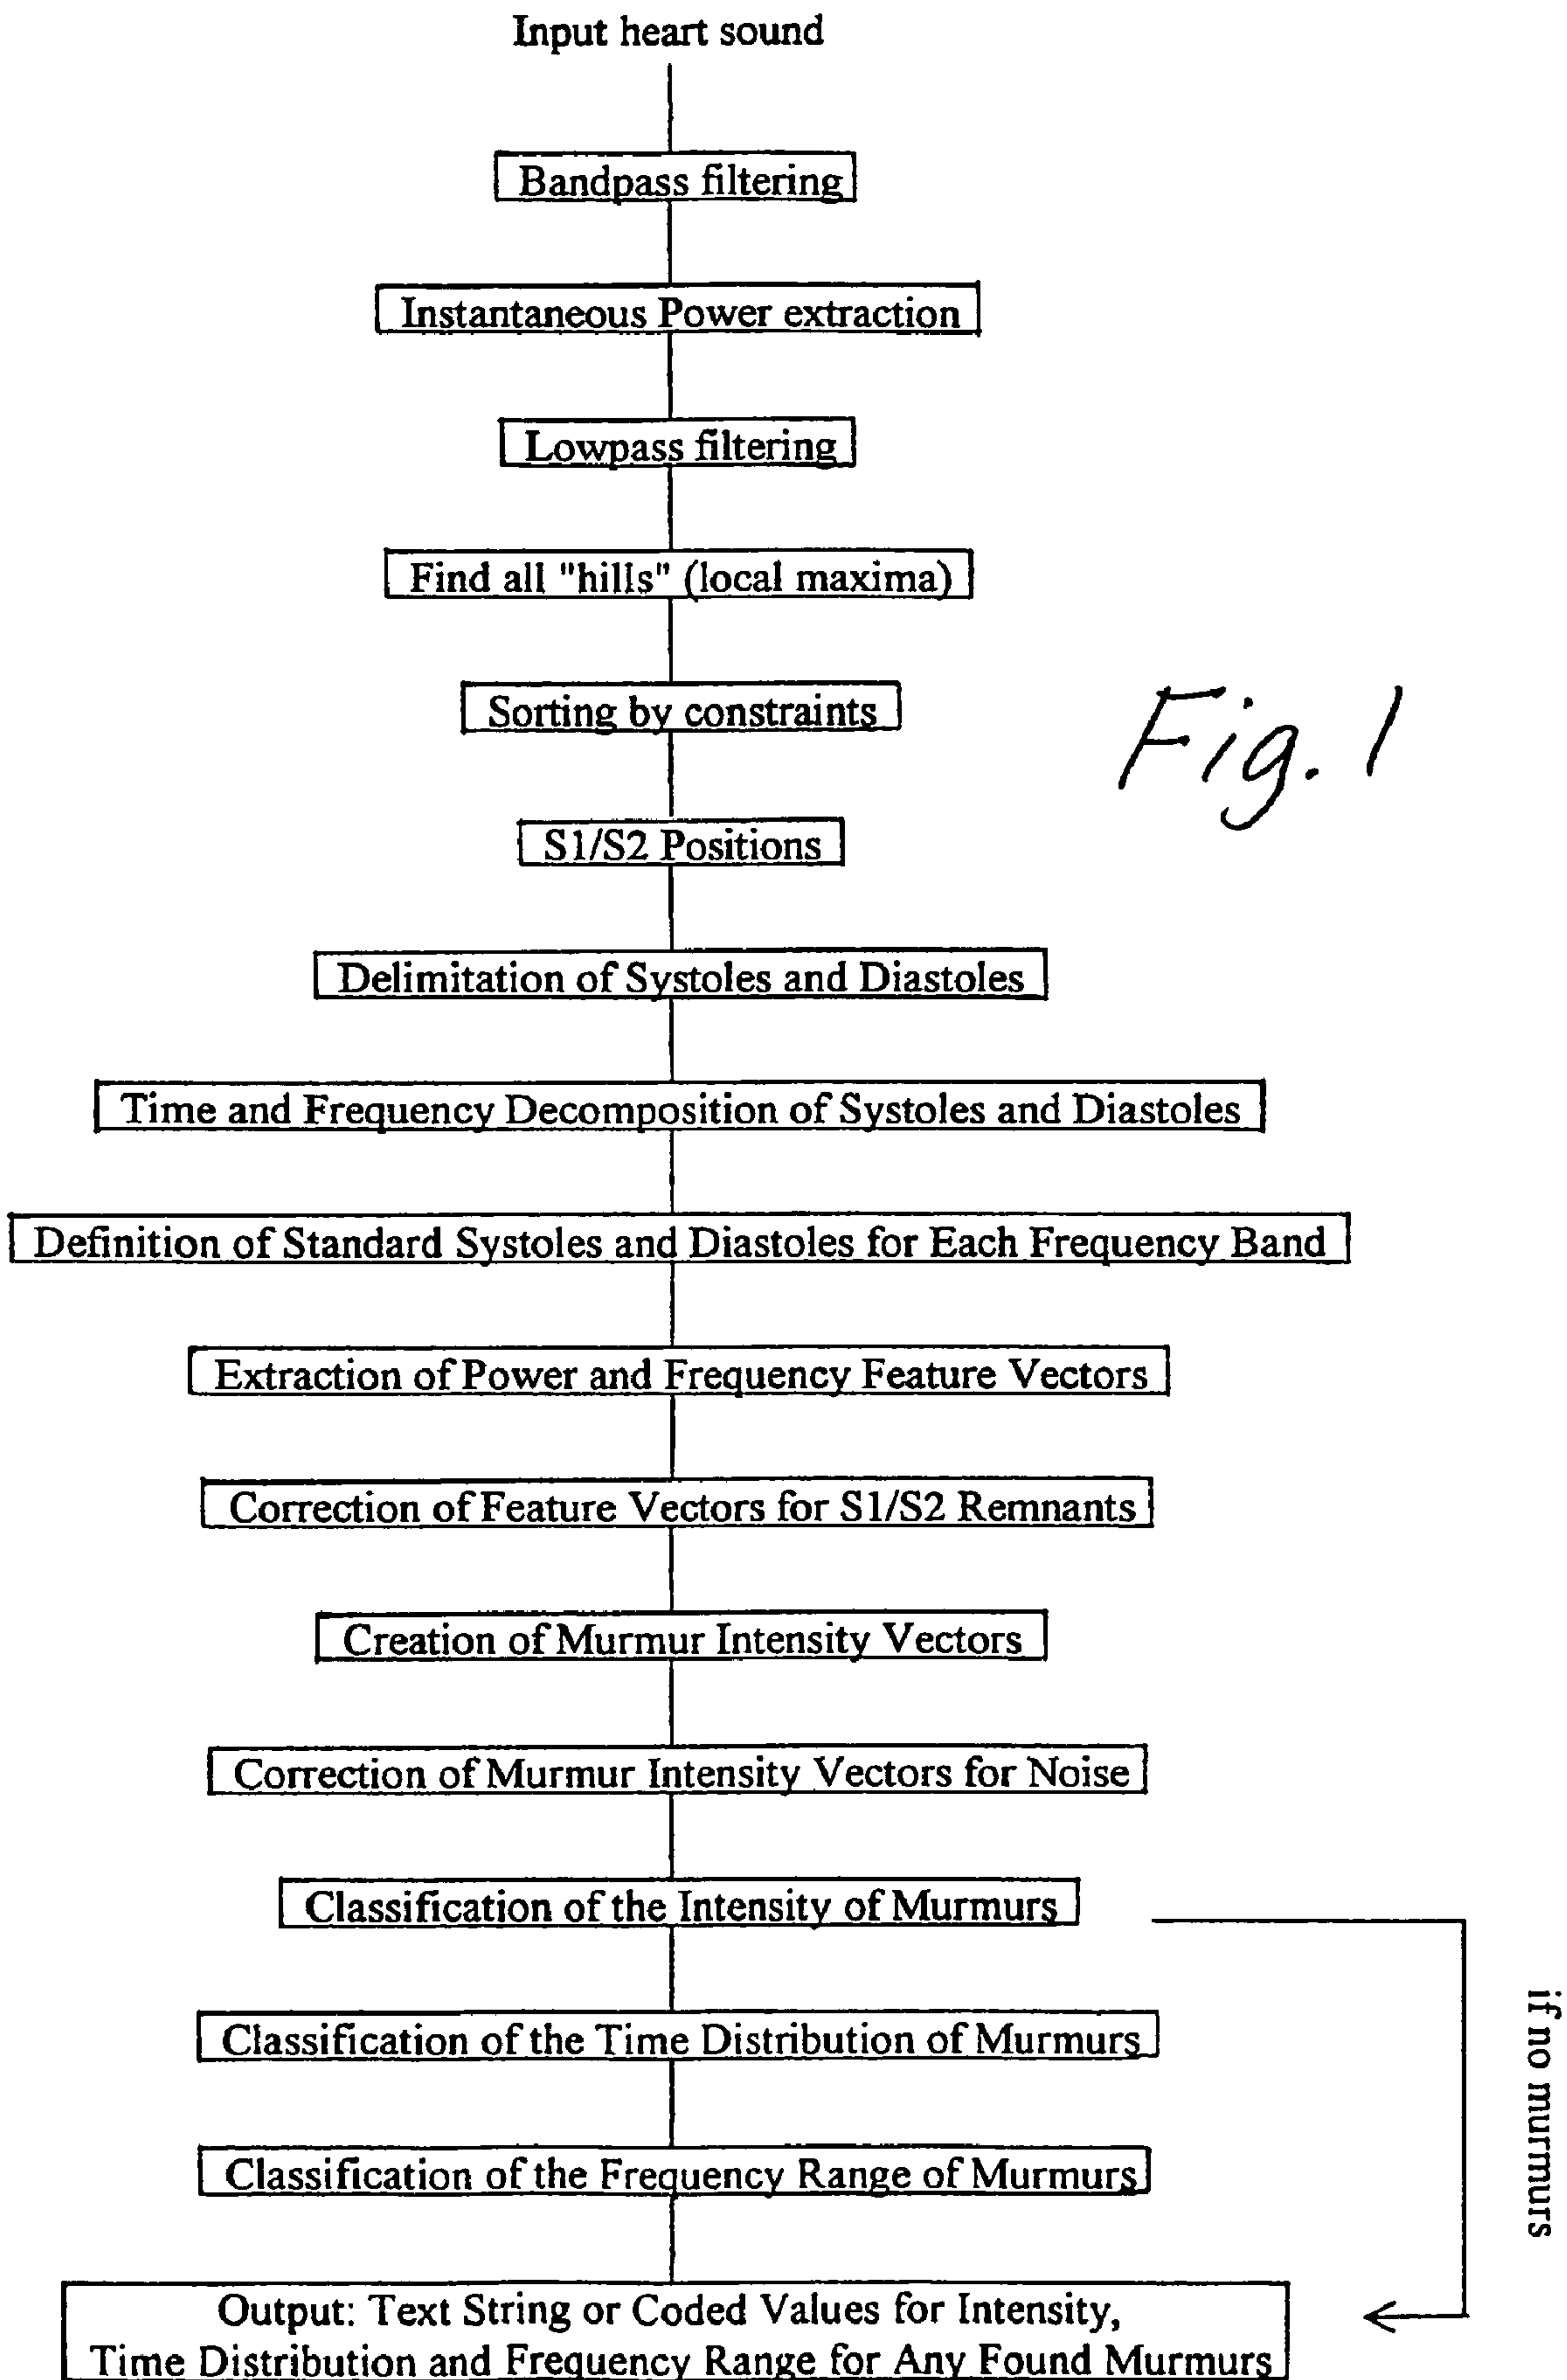 Input heart sound
Bandpass filtering
Instantaneous Power extraction
Lowpass filtering
Find all "hills" (local maxima)
Sorting by constraints
Fig. 1
S1/S2 Positions
Delimitation of Systoles and Diastoles
Time and Frequency Decomposition of Systoles and Diastoles
Definition of Standard Systoles and Diastoles for Each Frequency Band
Extraction of Power and Frequency Feature Vectors
Correction of Feature Vectors for S1/S2 Remnants
Creation of Murmur Intensity Vectors
Correction of Murmur Intensity Vectors for Noise
Classification of the Intensity of Murmurs
Classification of the Time Distribution of Murmurs
if no murmurs
Classification of the Frequency Range of Murmurs
Output: Text String or Coded Values for Intensity,
Time Distribution and Frequency Range for Any Found Murmurs